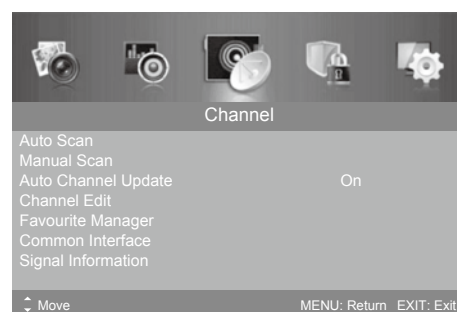 Channel
Auto Scan
Manual Scan
Auto Channel Update On
Channel Edit
Favourite Manager
Common Interface
Signal Information
Move MENU: Return EXIT: Exit